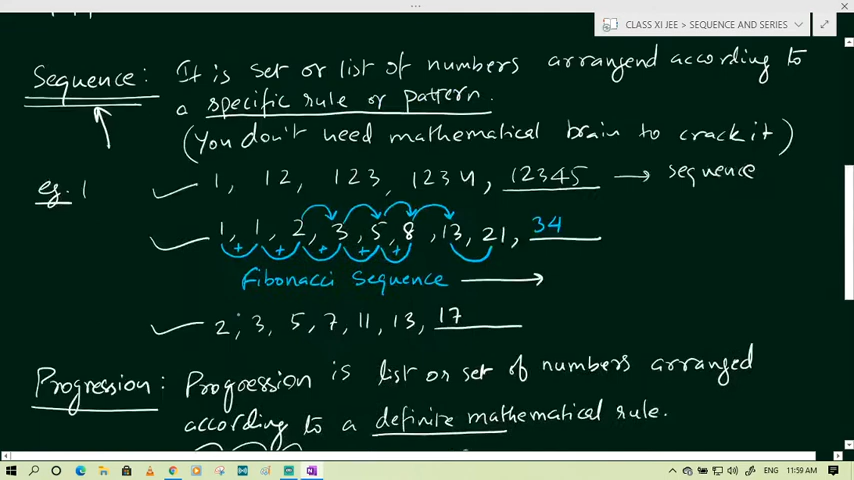 CLASS XI JEE > SEQUENCE AND SERIES
Sequence: It is set or list of numbers arrangend according to
a specific rule or pattern.
(You don't need mathematical brain to crack it)
eg. 1 1, 12, 123, 1234, 12345 → sequence
1, 1, 2, 3, 5, 8, 13, 21, 34
+ + + + +
Fibonacci Sequence →
2, 3, 5, 7, 11, 13, 17
Progression: Progression is list or set of numbers arranged
according to a definite mathematical rule.
ENG 11:59 AM